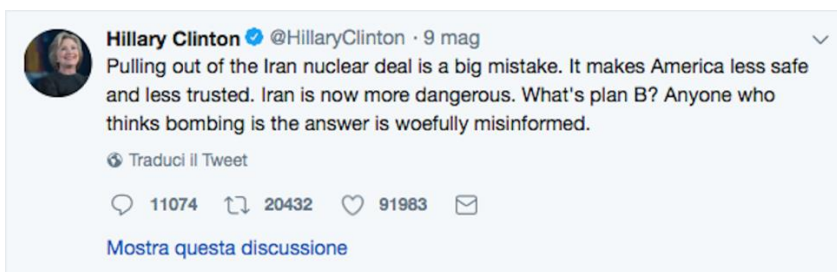 Hillary Clinton @HillaryClinton · 9 mag
Pulling out of the Iran nuclear deal is a big mistake. It makes America less safe
and less trusted. Iran is now more dangerous. What's plan B? Anyone who
thinks bombing is the answer is woefully misinformed.
Traduci il Tweet
11074 20432 91983
Mostra questa discussione